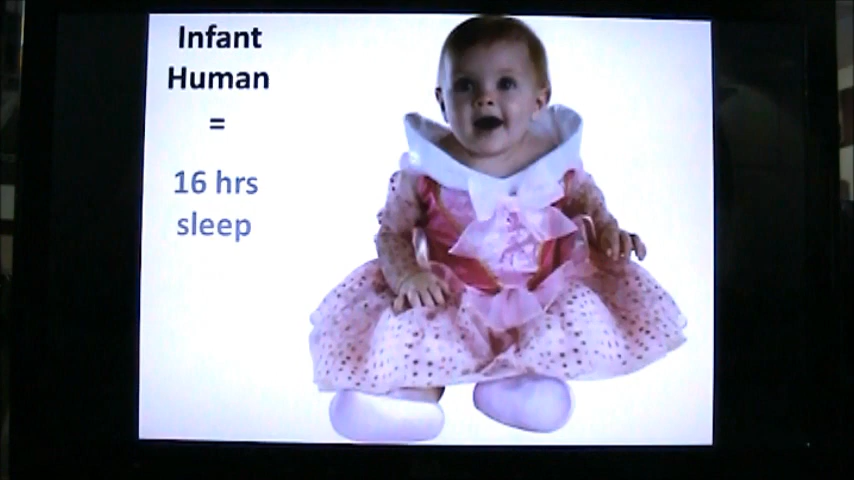 Infant
Human
=
16 hrs
sleep